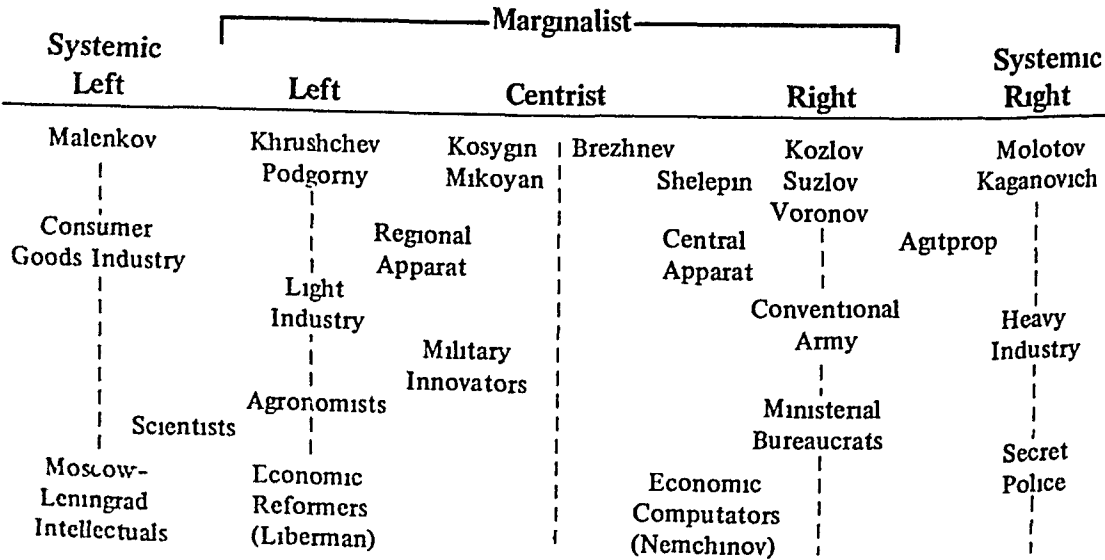 Marginalist
Systemic
Left
Left
Centrist
Right
Systemic
Right
Malenkov
Khrushchev
Podgorny
Kosygin
Mikoyan
Brezhnev
Shelepin
Kozlov
Suzlov
Voronov
Molotov
Kaganovich
Consumer
Goods Industry
Regional
Apparat
Central
Apparat
Agitprop
Light
Industry
Conventional
Army
Heavy
Industry
Military
Innovators
Agronomists
Scientists
Ministerial
Bureaucrats
Moscow-
Leningrad
Intellectuals
Economic
Reformers
(Liberman)
Economic
Computators
(Nemchinov)
Secret
Police